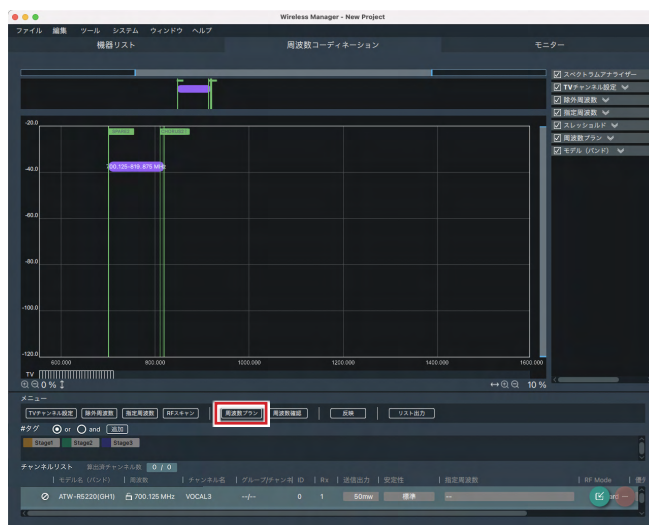 Wireless Manager - New Project
ファイル 編集 ツール システム ウィンドウ ヘルプ
機器リスト 周波数コーディネーション モニター
スペクトラムアナライザー
TVチャンネル設定
除外周波数
指定周波数
スレッショルド
周波数プラン
モデル (バンド)
-20.0
700.125-819.875 MHz
-40.0
-60.0
-80.0
-100.0
-120.0
600.000 800.000 1000.000 1200.000 1400.000 1600.000
TV
0 % 10 %
メニュー
TVチャンネル設定 除外周波数 指定周波数 RFスキャン 周波数プラン 周波数確認 反映 リスト出力
#タグ or and 追加
Stage1 Stage2 Stage3
チャンネルリスト 算出済チャンネル数 0 / 0
モデル名 (バンド) 周波数 チャンネル名 グループ/チャンネ ID Rx 送信出力 安定性 指定周波数 RF Mode
ATW-R5220(GH1) 700.125 MHz VOCAL3 --/-- 0 1 50mw 標準 --